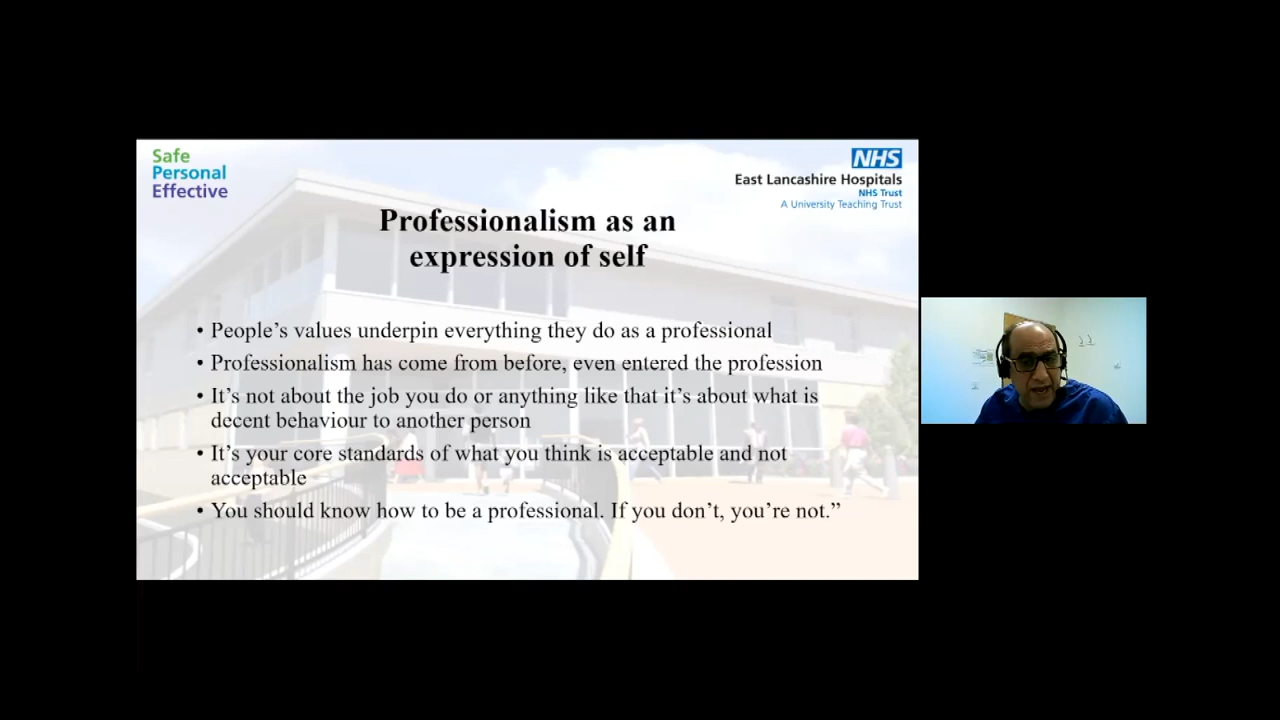 Safe
Personal
Effective
NHS
East Lancashire Hospitals
NHS Trust
A University Teaching Trust
Professionalism as an
expression of self
• People’s values underpin everything they do as a professional
• Professionalism has come from before, even entered the profession
• It’s not about the job you do or anything like that it’s about what is
decent behaviour to another person
• It’s your core standards of what you think is acceptable and not
acceptable
• You should know how to be a professional. If you don’t, you’re not.”